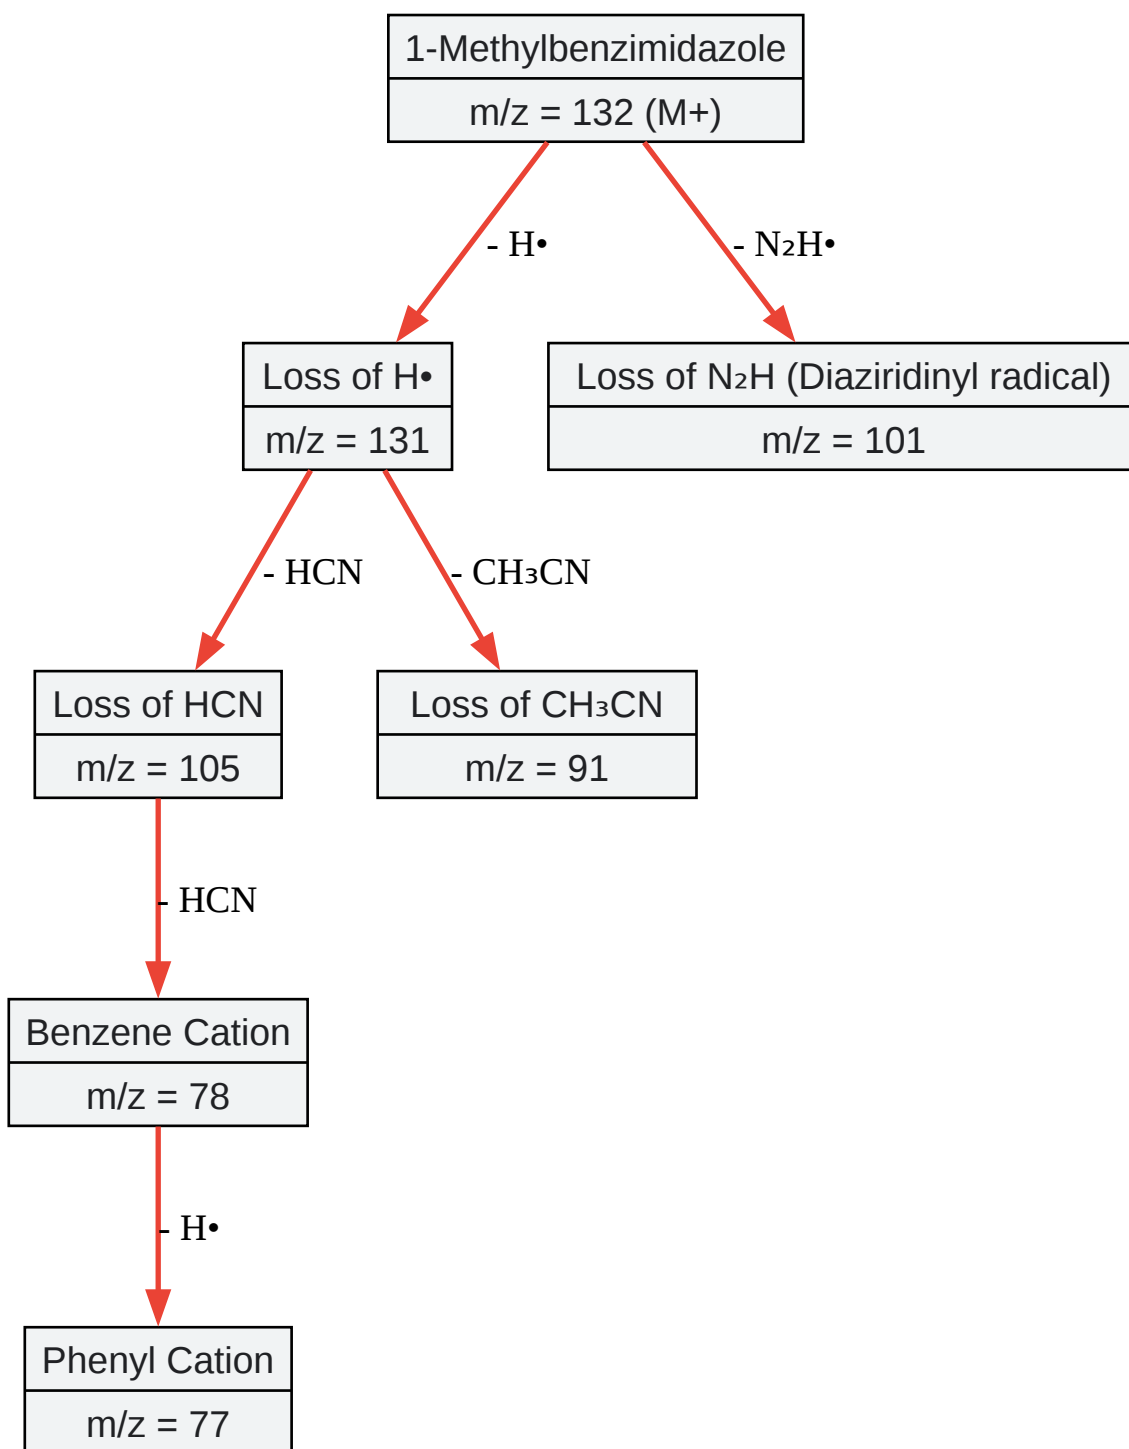 1-Methylbenzimidazole
m/z = 132 (M+)
- H•
- N₂H•
Loss of H•
m/z = 131
Loss of N₂H (Diaziridinyl radical)
m/z = 101
- HCN
- CH₃CN
Loss of HCN
m/z = 105
Loss of CH₃CN
m/z = 91
- HCN
Benzene Cation
m/z = 78
- H•
Phenyl Cation
m/z = 77